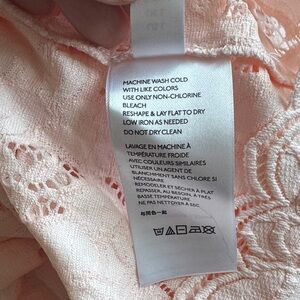 MACHINE WASH COLD
WITH LIKE COLORS
USE ONLY NON-CHLORINE
BLEACH
RESHAPE & LAY FLAT TO DRY
LOW IRON AS NEEDED
DO NOT DRY CLEAN
LAVAGE EN MACHINE À
TEMPÉRATURE FROIDE
AVEC COULEURS SIMILAIRES
UTILISER UN AGENT DE
BLANCHIMENT SANS CHLORE SI
NÉCESSAIRE
REMODELER ET SÉCHER À PLAT
REPASSER, AU BESOIN, À TRÈS
BASSE TEMPÉRATURE
NE PAS NETTOYER À SEC